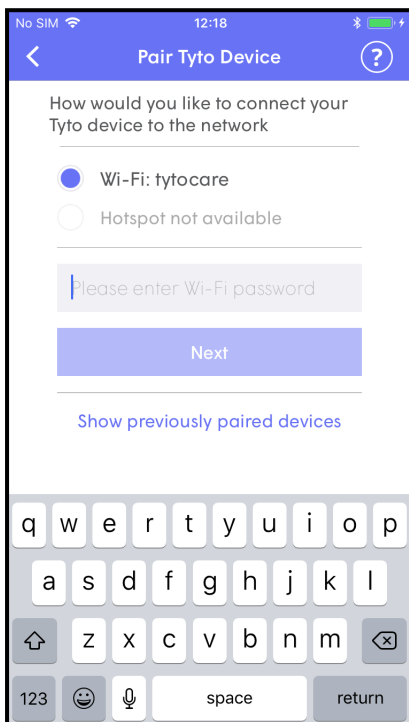 No SIM 12:18
Pair Tyto Device ?
How would you like to connect your
Tyto device to the network
Wi-Fi: tytocare
Hotspot not available
Please enter Wi-Fi password
Next
Show previously paired devices
q w e r t y u i o p
a s d f g h j k l
z x c v b n m
123 space return